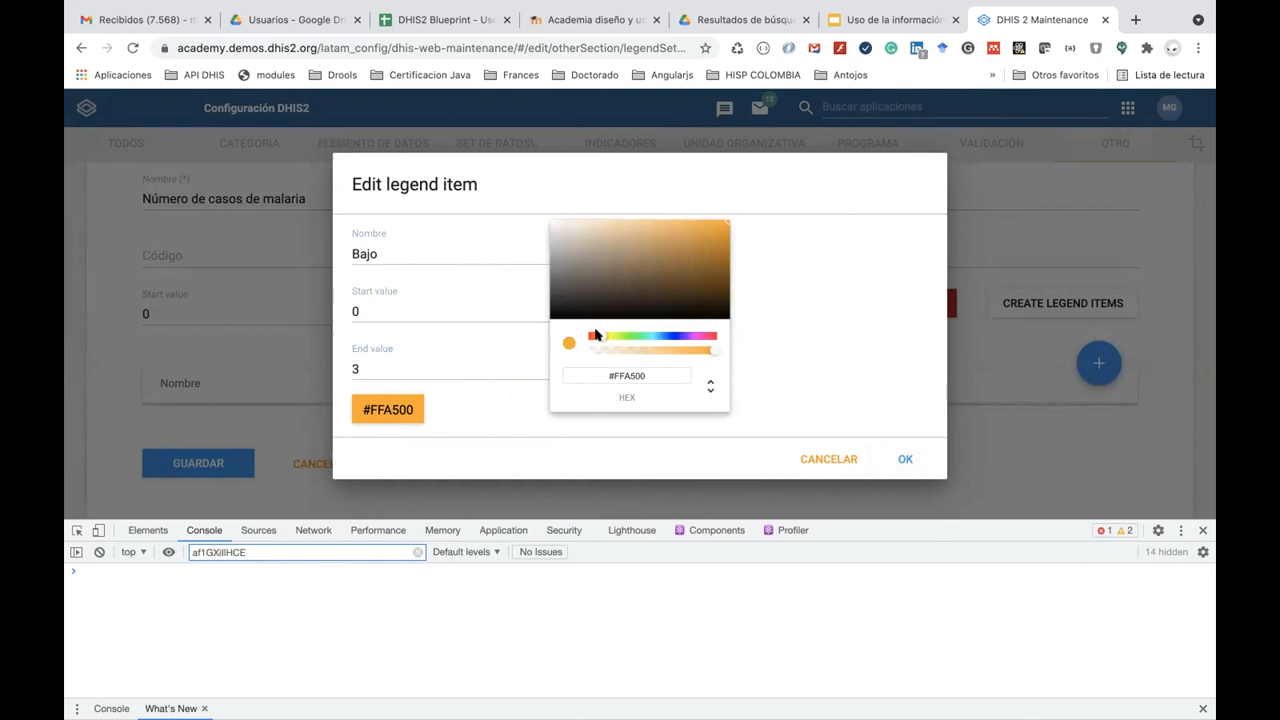 Recibidos (7.568) - m
Usuarios - Google Dri
DHIS2 Blueprint - Use
Academia diseño y us
Resultados de búsqu
Uso de la información
DHIS 2 Maintenance
academy.demos.dhis2.org/latam_config/dhis-web-maintenance/#/edit/otherSection/legendSet...
Aplicaciones
API DHIS
modules
Drools
Certificacion Java
Frances
Doctorado
Angularjs
HISP COLOMBIA
Antojos
»
Otros favoritos
Lista de lectura
Configuración DHIS2
11
Buscar aplicaciones
MG
TODOS
CATEGORIA
ELEMENTO DE DATOS
SET DE DATOS\;
INDICADORES
UNIDAD ORGANIZATIVA
PROGRAMA
VALIDACIÓN
OTRO
Nombre (*)
Número de casos de malaria
Código
Start value
0
CREATE LEGEND ITEMS
Nombre
GUARDAR
CANCE
Edit legend item
Nombre
Bajo
Start value
0
End value
3
#FFA500
#FFA500
HEX
CANCELAR
OK
Elements
Console
Sources
Network
Performance
Memory
Application
Security
Lighthouse
Components
Profiler
1
2
top
af1GXillHCE
Default levels
No Issues
14 hidden
Console
What's New